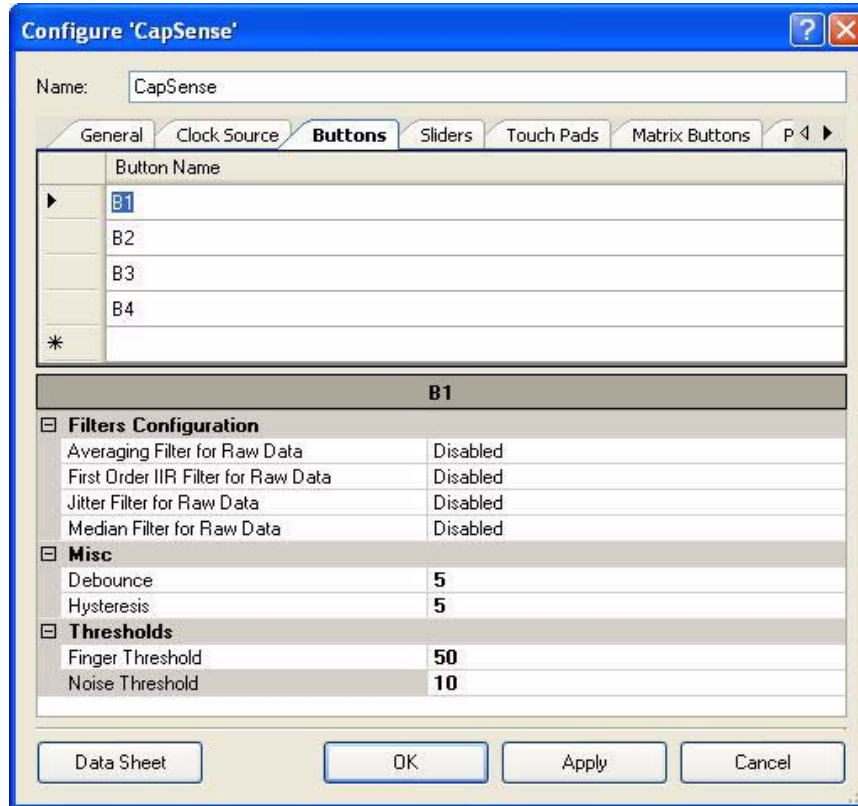 Configure 'CapSense'
Name: CapSense
General Clock Source Buttons Sliders Touch Pads Matrix Buttons P
Button Name
B1
B2
B3
B4
B1
Filters Configuration
Averaging Filter for Raw Data Disabled
First Order IIR Filter for Raw Data Disabled
Jitter Filter for Raw Data Disabled
Median Filter for Raw Data Disabled
Misc
Debounce 5
Hysteresis 5
Thresholds
Finger Threshold 50
Noise Threshold 10
Data Sheet OK Apply Cancel